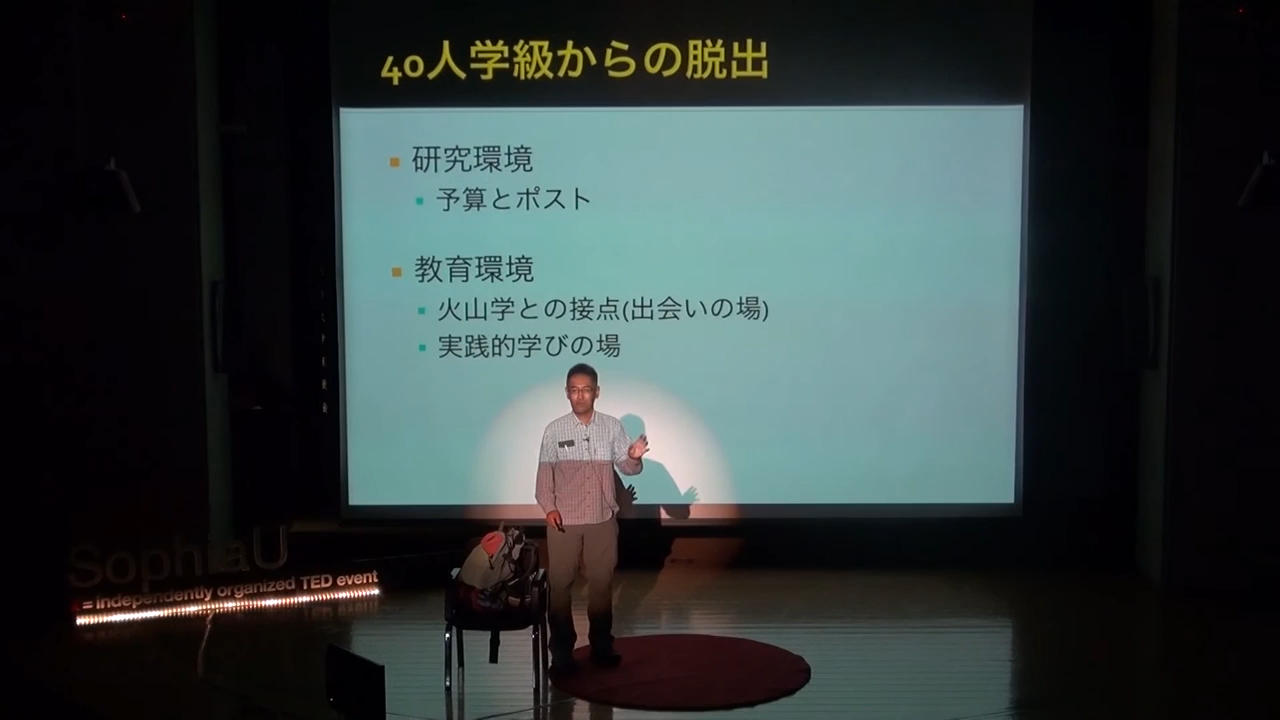 40人学級からの脱出
研究環境
予算とポスト
教育環境
火山学との接点(出会いの場)
実践的学びの場
SophiaU
=independently organized TED event